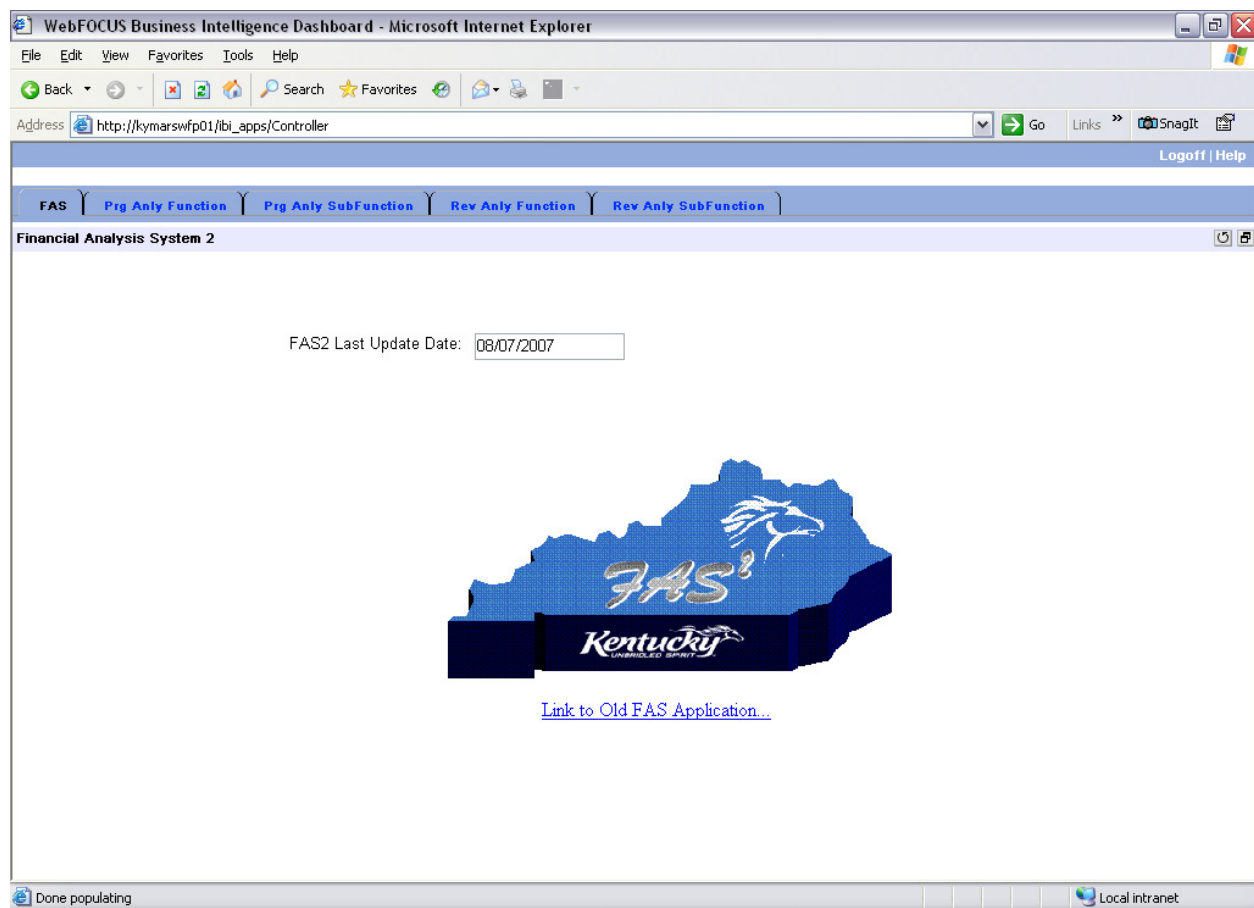 WebFOCUS Business Intelligence Dashboard - Microsoft Internet Explorer
File Edit View Favorites Tools Help
Back Search Favorites
Address http://kymarswfp01/ibi_apps/Controller Go Links » SnagIt
Logoff | Help
FAS Prg Anly Function Prg Anly SubFunction Rev Anly Function Rev Anly SubFunction
Financial Analysis System 2
FAS2 Last Update Date: 08/07/2007
FAS2
Kentucky
UNBRIDLED SPIRIT
Link to Old FAS Application...
Done populating Local intranet